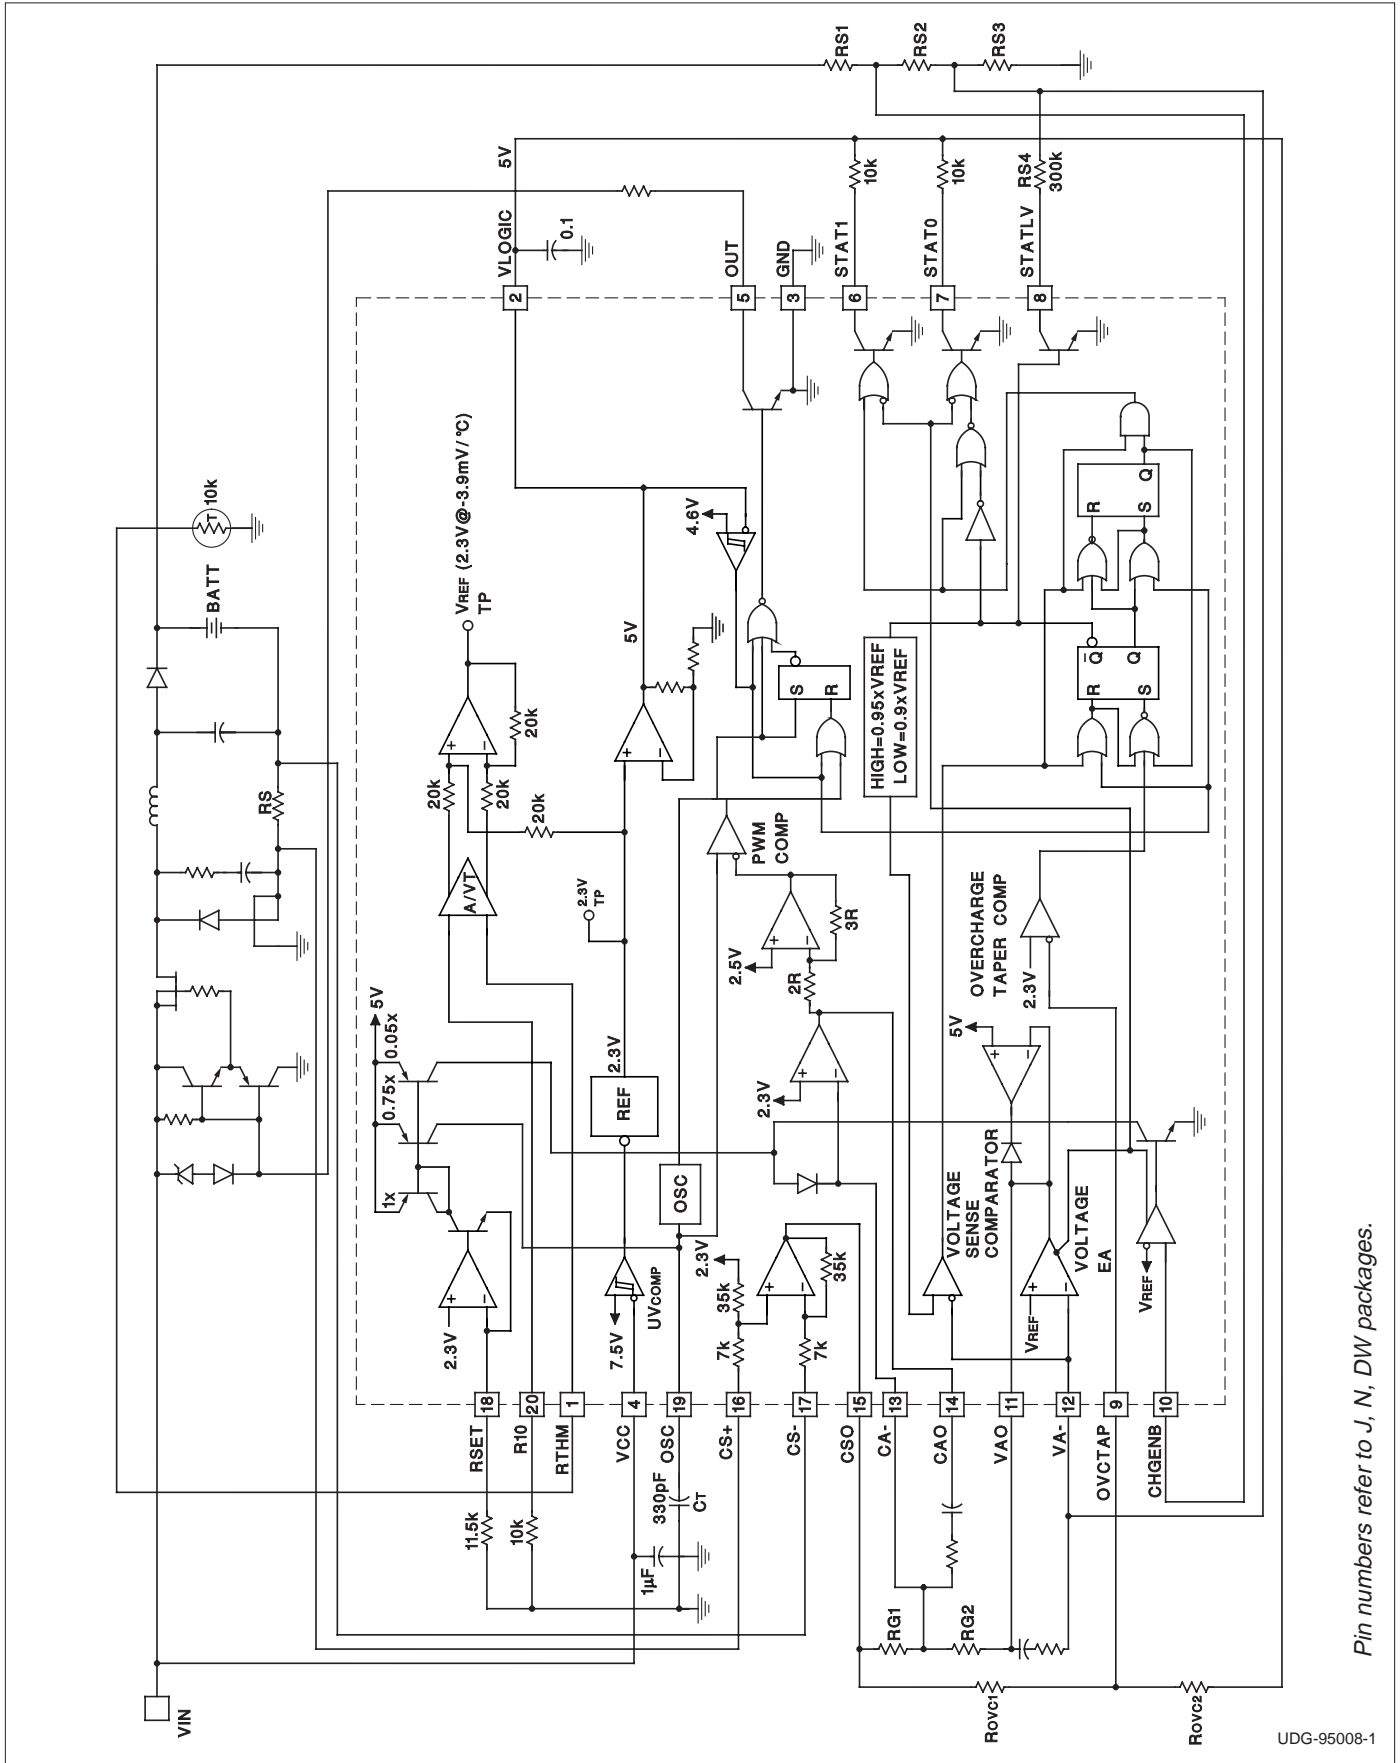 VIN
RS
BATT
T 10k
RS1
RS2
RS3
VREF (2.3V@-3.9mV/°C)
TP
5V
1x
0.75x
0.05x
A/VT
20k
20k
20k
20k
2.3V
11.5k
RSET
18
10k
R10
20
RTHM
1
VCC
4
1µF
7.5V
UVCOMP
REF
2.3V
2.3V
TP
5V
VLOGIC
2
5V
0.1
330pF
CT
OSC
19
OSC
CS+
16
7k
35k
2.3V
CS-
17
7k
35k
PWM
COMP
4.6V
S
R
OUT
5
GND
3
CSO
15
CA-
13
CAO
14
2.3V
2.5V
2R
3R
HIGH=0.95xVREF
LOW=0.9xVREF
STAT1
6
10k
STAT0
7
10k
STATLV
8
RS4
300k
VOLTAGE
SENSE
COMPARATOR
5V
OVERCHARGE
TAPER COMP
2.3V
VAO
11
VA-
12
VREF
VOLTAGE
EA
OVCTAP
9
CHGENB
10
VREF
R
Q
S
Q
R
S
Q
RG1
RG2
ROVC1
ROVC2
Pin numbers refer to J, N, DW packages.
UDG-95008-1